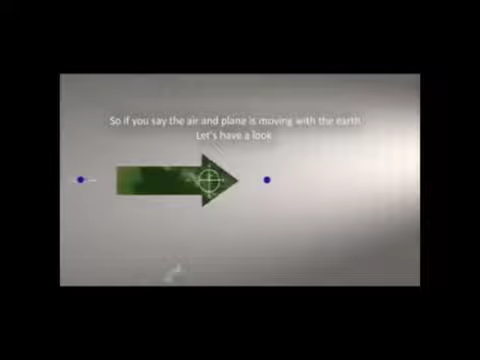 So if you say the air and plane is moving with the earth
Let's have a look